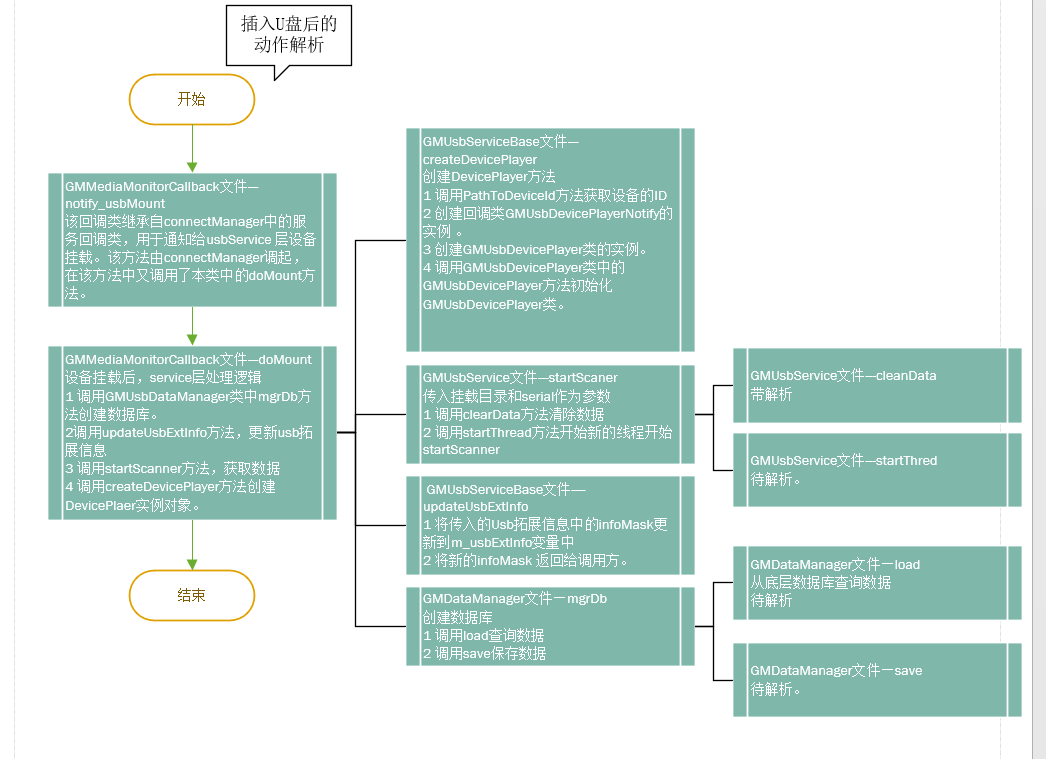 插入U盘后的
动作解析
开始
GMMediaMonitorCallback文件—
notify_usbMount
该回调类继承自connectManager中的服
务回调类，用于通知给usbService 层设备
挂载。该方法由connectManager调起，
在该方法中又调用了本类中的doMount方
法。
GMMediaMonitorCallback文件—doMount
设备挂载后，service层处理逻辑
1 调用GMUsbDataManager类中mgrDb方
法创建数据库。
2调用updateUsbExtInfo方法，更新usb拓
展信息
3 调用startScanner方法，获取数据
4 调用createDevicePlayer方法创建
DevicePlaer实例对象。
结束
GMUsbServiceBase文件—
createDevicePlayer
创建DevicePlayer方法
1 调用PathToDeviceId方法获取设备的ID
2 创建回调类GMUsbDevicePlayerNotify的
实例 。
3 创建GMUsbDevicePlayer类的实例。
4 调用GMUsbDevicePlayer类中的
GMUsbDevicePlayer方法初始化
GMUsbDevicePlayer类。
GMUsbService文件—startScaner
传入挂载目录和serial作为参数
1 调用clearData方法清除数据
2 调用startThread方法开始新的线程开始
startScanner
GMUsbServiceBase文件—
updateUsbExtInfo
1 将传入的Usb拓展信息中的infoMask更
新到m_usbExtInfo变量中
2 将新的infoMask 返回给调用方。
GMDataManager文件—mgrDb
创建数据库
1 调用load查询数据
2 调用save保存数据
GMUsbService文件—cleanData
带解析
GMUsbService文件—startThred
待解析。
GMDataManager文件—load
从底层数据库查询数据
待解析
GMDataManager文件—save
待解析。